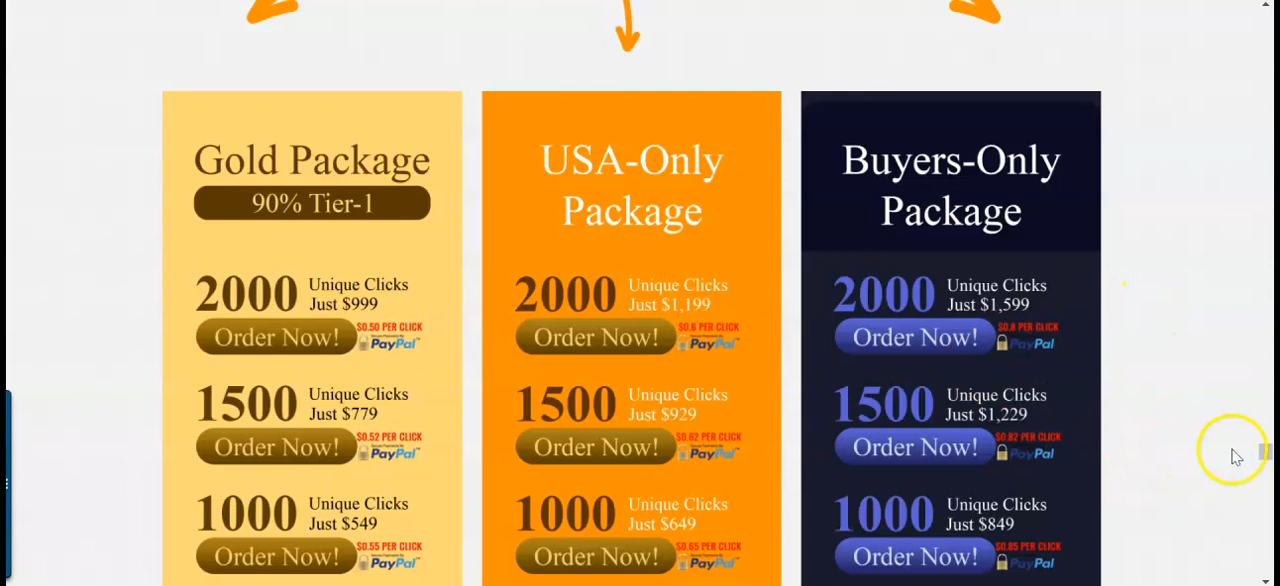 Gold Package
90% Tier-1
2000 Unique Clicks
Just $999
Order Now! $0.50 PER CLICK
PayPal
1500 Unique Clicks
Just $779
Order Now! $0.52 PER CLICK
PayPal
1000 Unique Clicks
Just $549
Order Now! $0.55 PER CLICK
PayPal
USA-Only
Package
2000 Unique Clicks
Just $1,199
Order Now! $0.6 PER CLICK
PayPal
1500 Unique Clicks
Just $929
Order Now! $0.62 PER CLICK
PayPal
1000 Unique Clicks
Just $649
Order Now! $0.65 PER CLICK
PayPal
Buyers-Only
Package
2000 Unique Clicks
Just $1,599
Order Now! $0.8 PER CLICK
PayPal
1500 Unique Clicks
Just $1,229
Order Now! $0.82 PER CLICK
PayPal
1000 Unique Clicks
Just $849
Order Now! $0.85 PER CLICK
PayPal